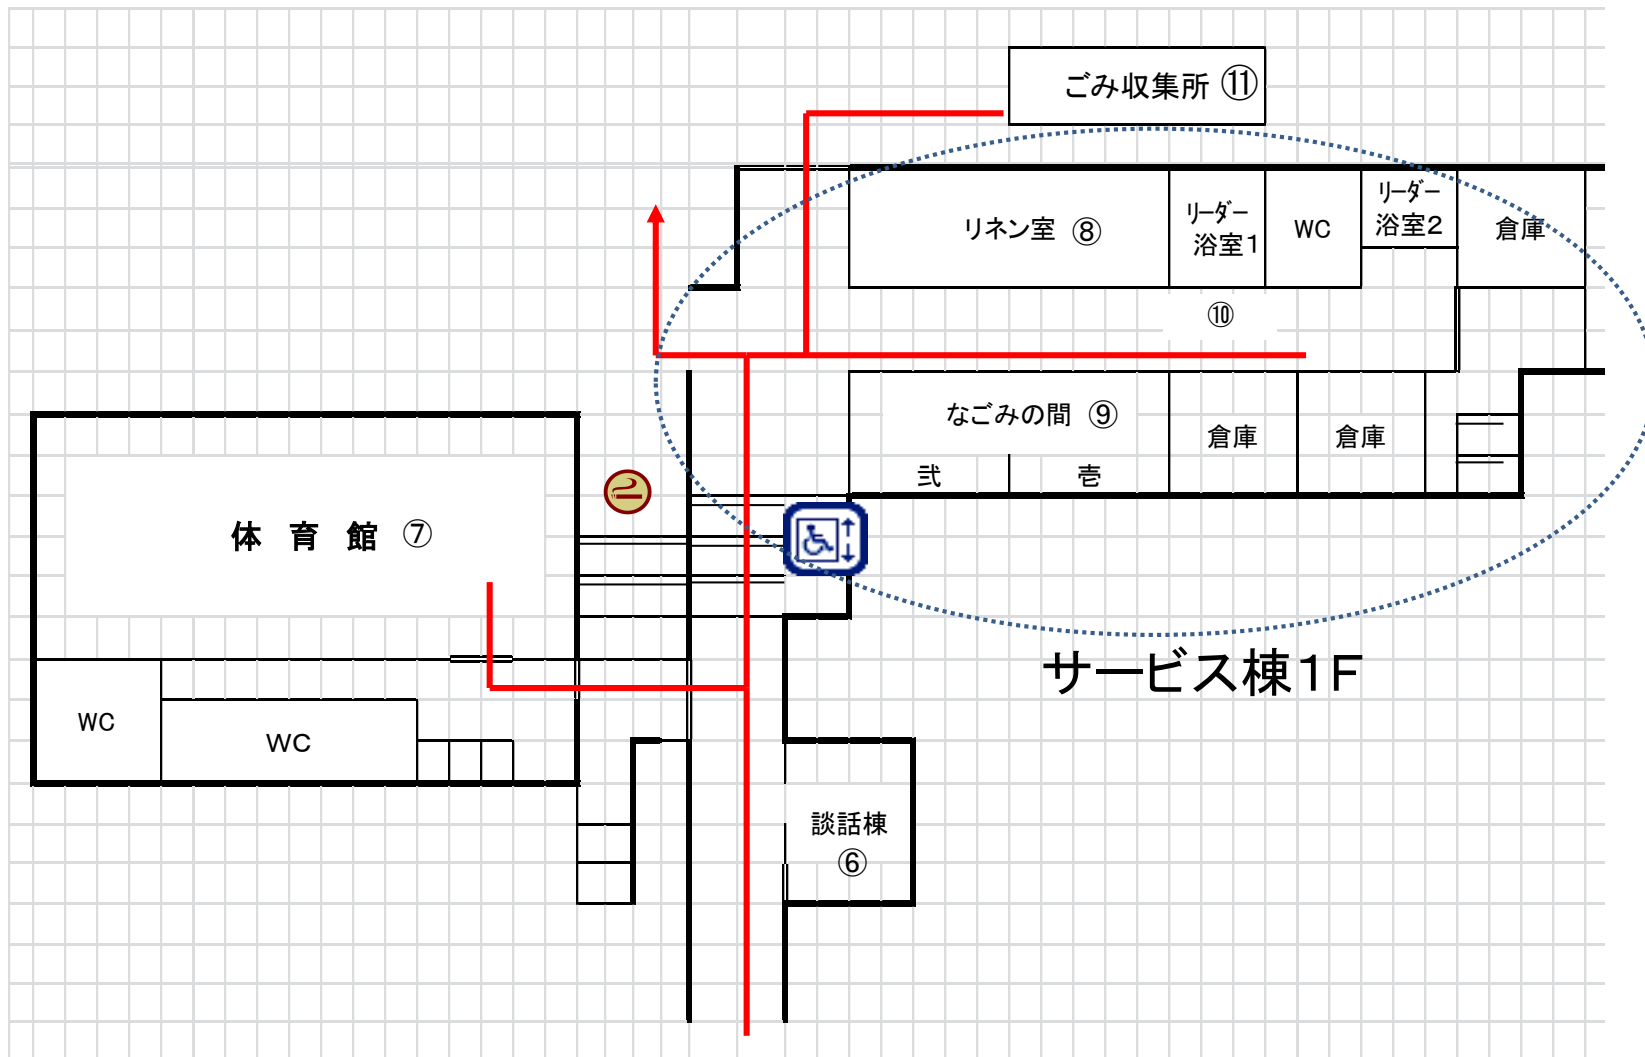 ごみ収集所 ⑪
リネン室 ⑧
リーダー
浴室1
WC
リーダー
浴室2
倉庫
⑩
なごみの間 ⑨
弐
壱
倉庫
倉庫
体 育 館 ⑦
サービス棟1F
WC
WC
談話棟
⑥